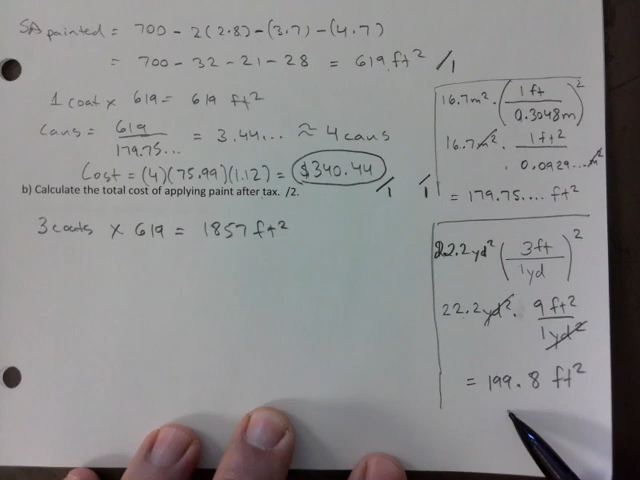 SA painted = 700 - 2(2·8) - (3·7) - (4·7)
= 700 - 32 - 21 - 28 = 619 ft² /1
1 coat × 619 = 619 ft²
Cans = 619/179.75... = 3.44... ≈ 4 cans
Cost = (4)(75.99)(1.12) = $340.44 /1
b) Calculate the total cost of applying paint after tax. /2.
3 coats × 619 = 1857 ft²
16.7m² · (1ft/0.3048m)²
16.7m² · 1ft²/0.0929...m²
/1 = 179.75.... ft²
22.2yd² (3ft/1yd)²
22.2yd² · 9ft²/1yd²
= 199.8 ft²